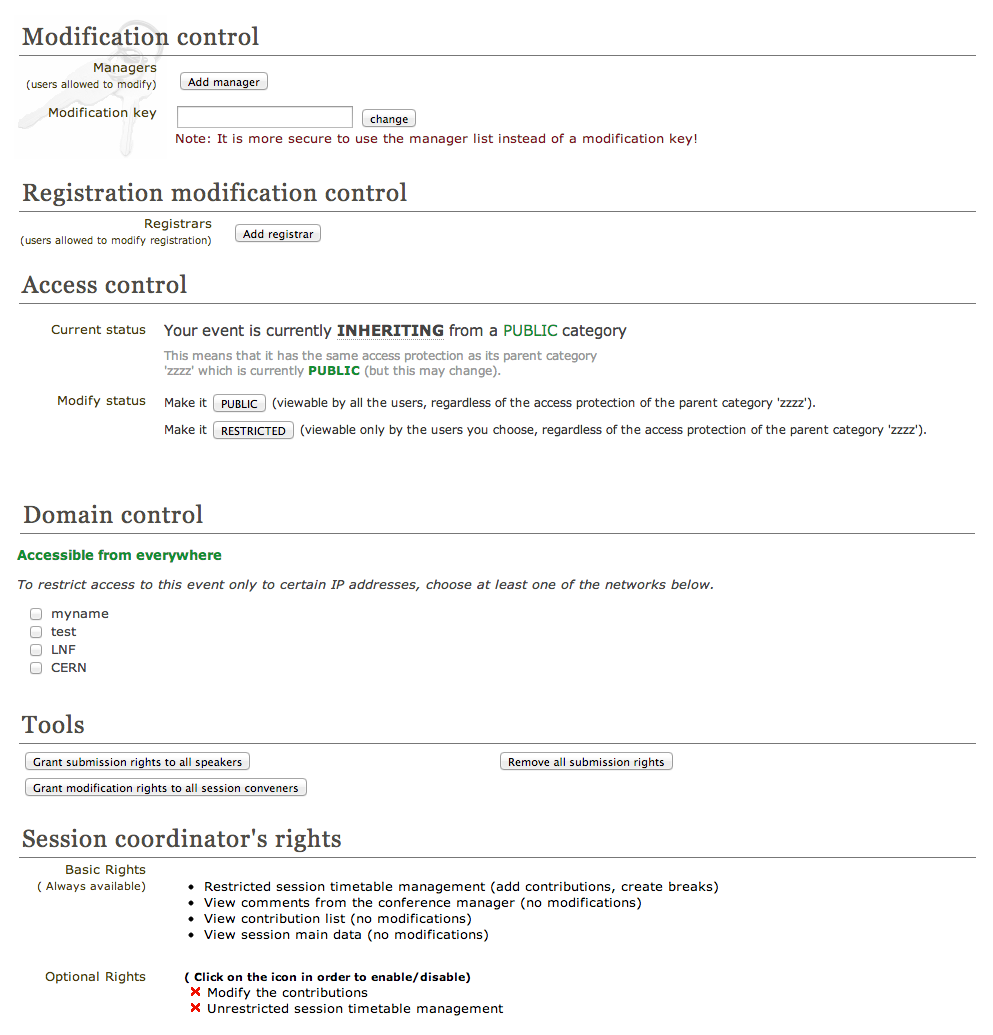 Modification control
Managers
(users allowed to modify)
Add manager
Modification key
change
Note: It is more secure to use the manager list instead of a modification key!
Registration modification control
Registrars
(users allowed to modify registration)
Add registrar
Access control
Current status Your event is currently INHERITING from a PUBLIC category
This means that it has the same access protection as its parent category
'zzzz' which is currently PUBLIC (but this may change).
Modify status Make it PUBLIC (viewable by all the users, regardless of the access protection of the parent category 'zzzz').
Make it RESTRICTED (viewable only by the users you choose, regardless of the access protection of the parent category 'zzzz').
Domain control
Accessible from everywhere
To restrict access to this event only to certain IP addresses, choose at least one of the networks below.
myname
test
LNF
CERN
Tools
Grant submission rights to all speakers Remove all submission rights
Grant modification rights to all session conveners
Session coordinator's rights
Basic Rights
( Always available)
• Restricted session timetable management (add contributions, create breaks)
• View comments from the conference manager (no modifications)
• View contribution list (no modifications)
• View session main data (no modifications)
Optional Rights ( Click on the icon in order to enable/disable)
Modify the contributions
Unrestricted session timetable management